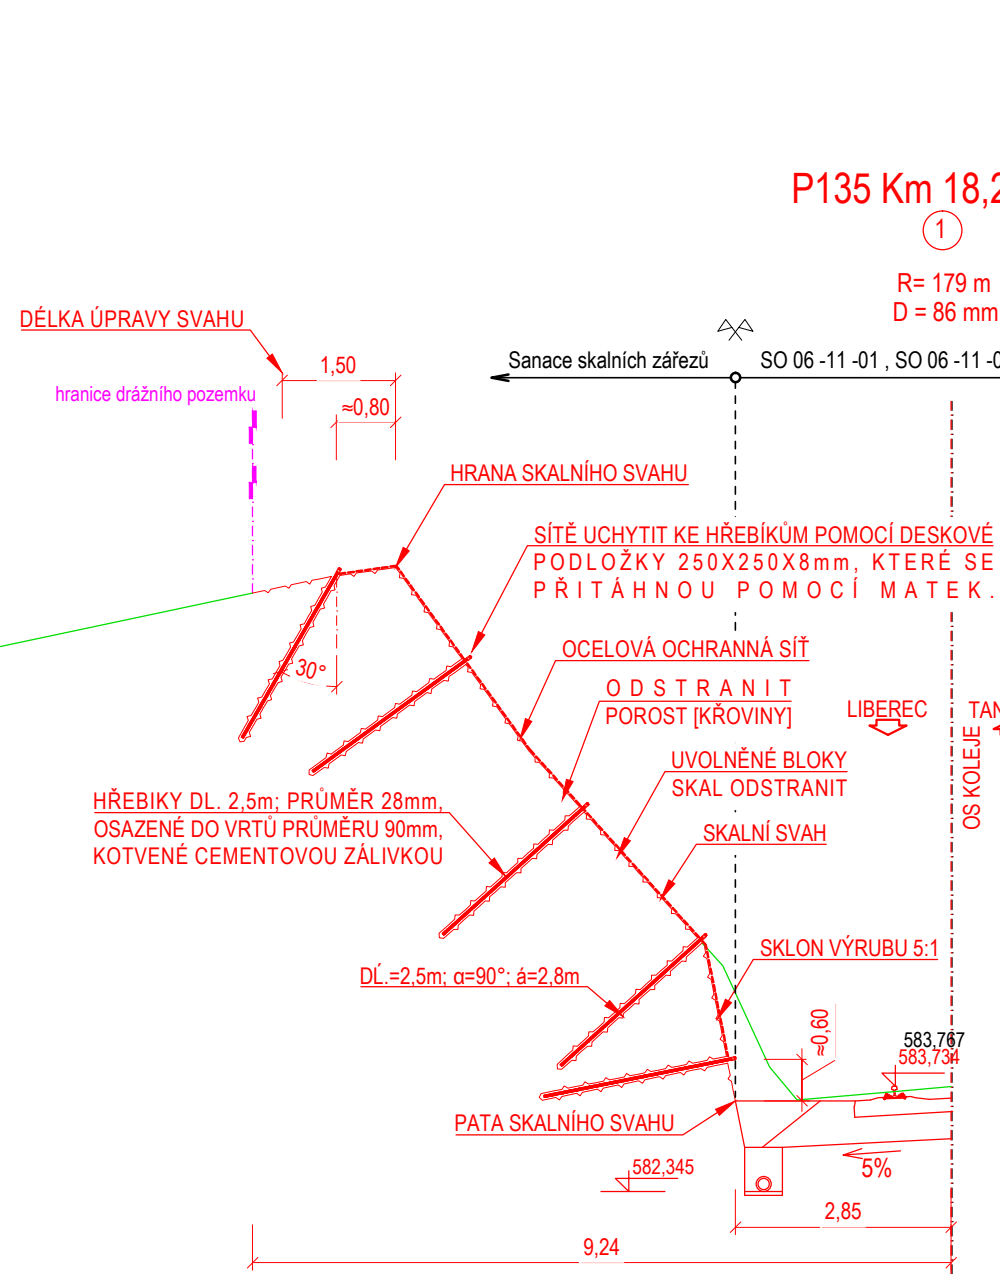 P135 Km 18,2
1
R= 179 m
D = 86 mm
DÉLKA ÚPRAVY SVAHU
1,50
Sanace skalních zářezů
SO 06 -11 -01 , SO 06 -11 -0
hranice drážního pozemku
≈0,80
HRANA SKALNÍHO SVAHU
SÍTĚ UCHYTIT KE HŘEBÍKŮM POMOCÍ DESKOVÉ
PODLOŽKY 250X250X8mm, KTERÉ SE
PŘITÁHNOU POMOCÍ MATEK.
OCELOVÁ OCHRANNÁ SÍŤ
30°
ODSTRANIT
POROST [KŘOVINY]
LIBEREC
TAN
OS KOLEJE
UVOLNĚNÉ BLOKY
SKAL ODSTRANIT
HŘEBIKY DL. 2,5m; PRŮMĚR 28mm,
OSAZENÉ DO VRTŮ PRŮMĚRU 90mm,
KOTVENÉ CEMENTOVOU ZÁLIVKOU
SKALNÍ SVAH
SKLON VÝRUBU 5:1
DĹ.=2,5m; α=90°; á=2,8m
≈0,60
583,767
583,734
PATA SKALNÍHO SVAHU
582,345
5%
2,85
9,24